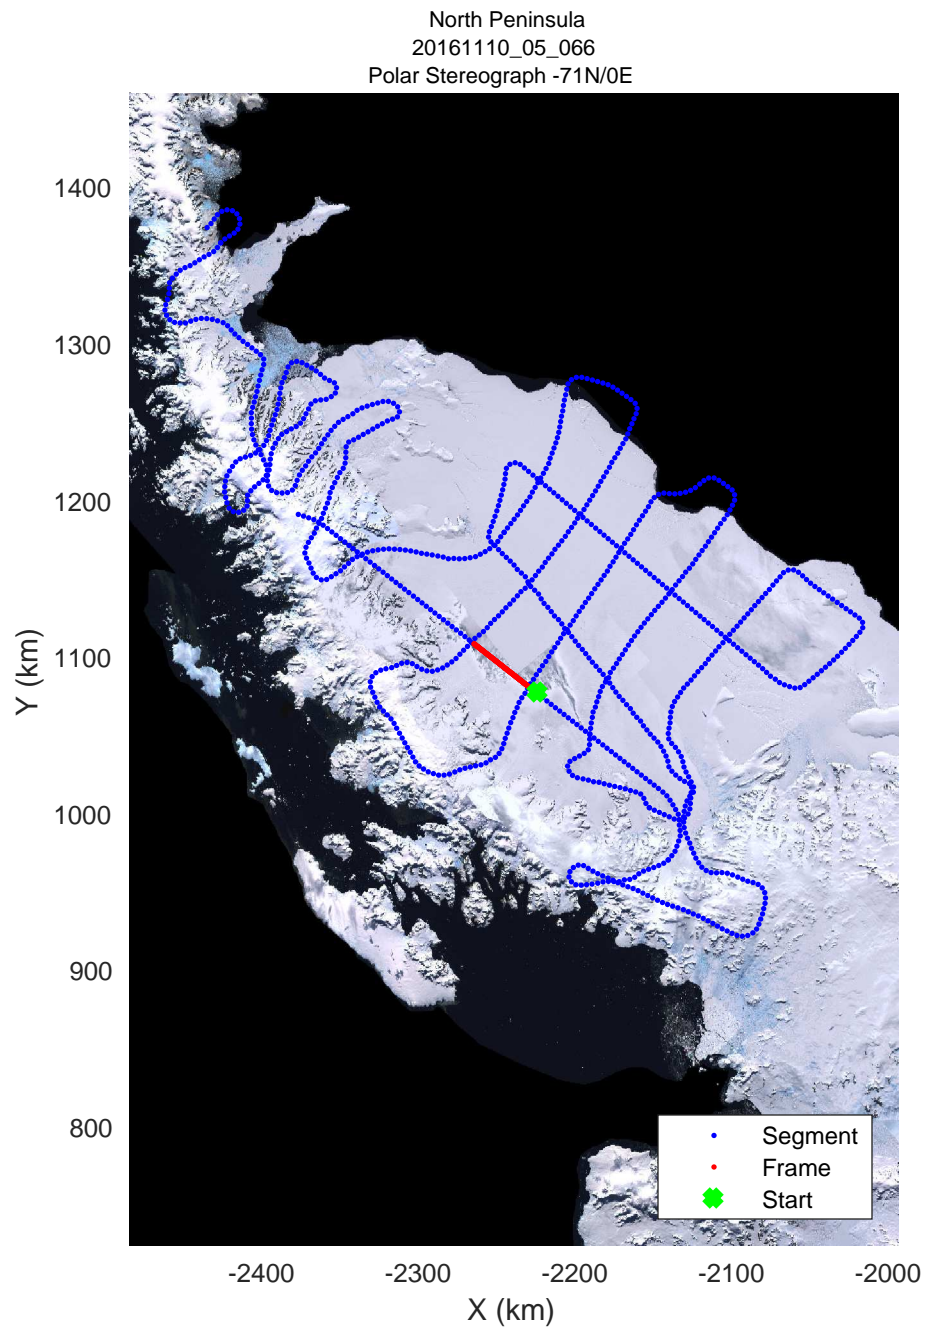 North Peninsula
20161110_05_066
Polar Stereograph -71N/0E
1400
1300
1200
1100
1000
900
800
Y (km)
Segment
Frame
Start
-2400
-2300
-2200
-2100
-2000
X (km)